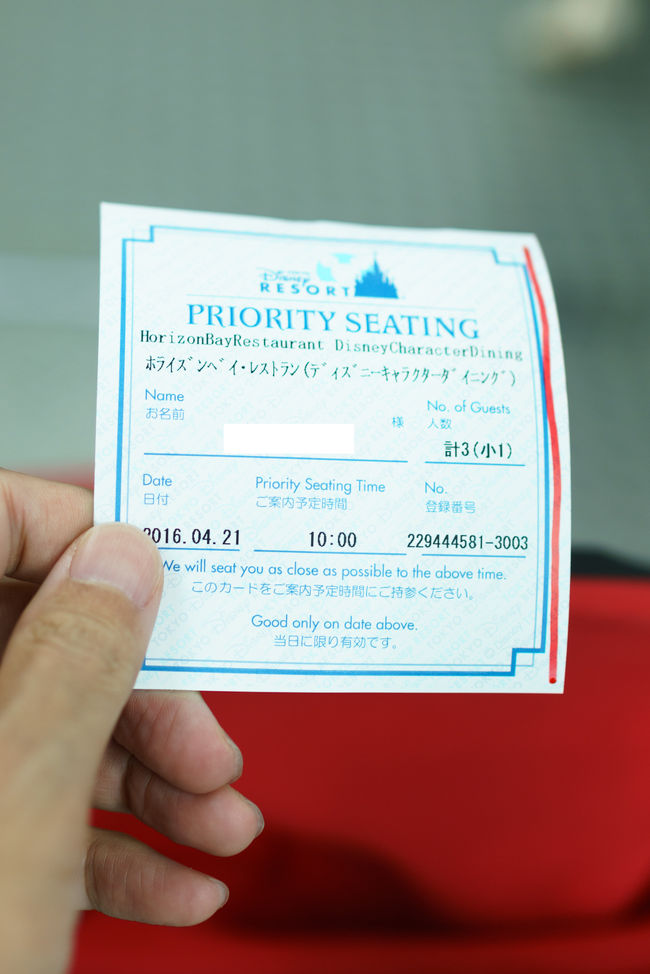 TOKYO
Disney
RESORT
PRIORITY SEATING
HorizonBayRestaurant DisneyCharacterDining
ホライズンベイ・レストラン(ディズニーキャラクターダイニング)
Name
お名前
様
No. of Guests
人数
計3(小1)
Date
日付
2016.04.21
Priority Seating Time
ご案内予定時間
10:00
No.
登録番号
229444581-3003
We will seat you as close as possible to the above time.
このカードをご案内予定時間にご持参ください。
Good only on date above.
当日に限り有効です。